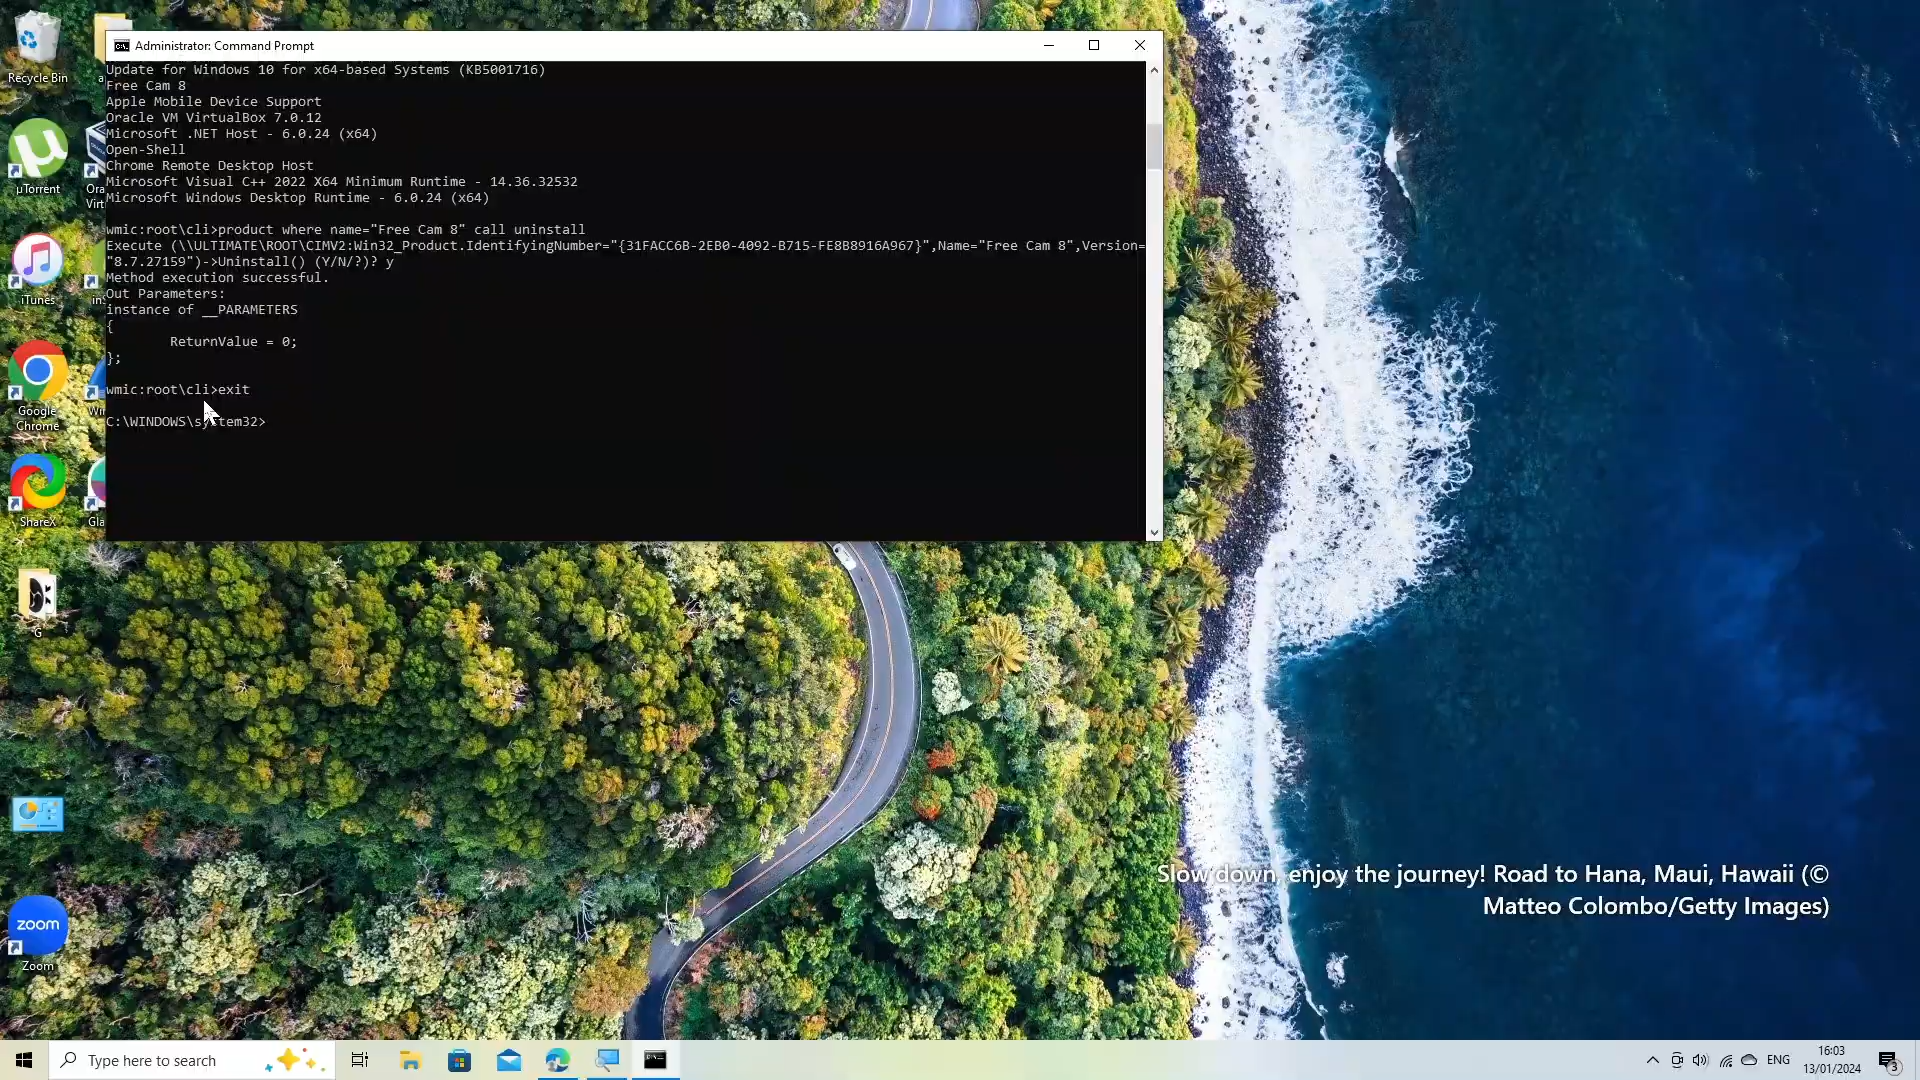 Administrator: Command Prompt
Update for Windows 10 for x64-based Systems (KB5001716)
Free Cam 8
Apple Mobile Device Support
Oracle VM VirtualBox 7.0.12
Microsoft .NET Host - 6.0.24 (x64)
Open-Shell
Chrome Remote Desktop Host
Microsoft Visual C++ 2022 X64 Minimum Runtime - 14.36.32532
Microsoft Windows Desktop Runtime - 6.0.24 (x64)
wmic:root\cli>product where name="Free Cam 8" call uninstall
Execute (\\ULTIMATE\ROOT\CIMV2:Win32_Product.IdentifyingNumber="{31FACC6B-2EB0-4092-B715-FE8B8916A967}",Name="Free Cam 8",Version=
"8.7.27159")->Uninstall() (Y/N/?)? y
Method execution successful.
Out Parameters:
instance of __PARAMETERS
{
ReturnValue = 0;
};
wmic:root\cli>exit
C:\WINDOWS\system32>
Recycle Bin
µTorrent
iTunes
Google
Chrome
ShareX
G
zoom
Zoom
Slow down, enjoy the journey! Road to Hana, Maui, Hawaii (©
Matteo Colombo/Getty Images)
Type here to search
ENG
16:03
13/01/2024
3